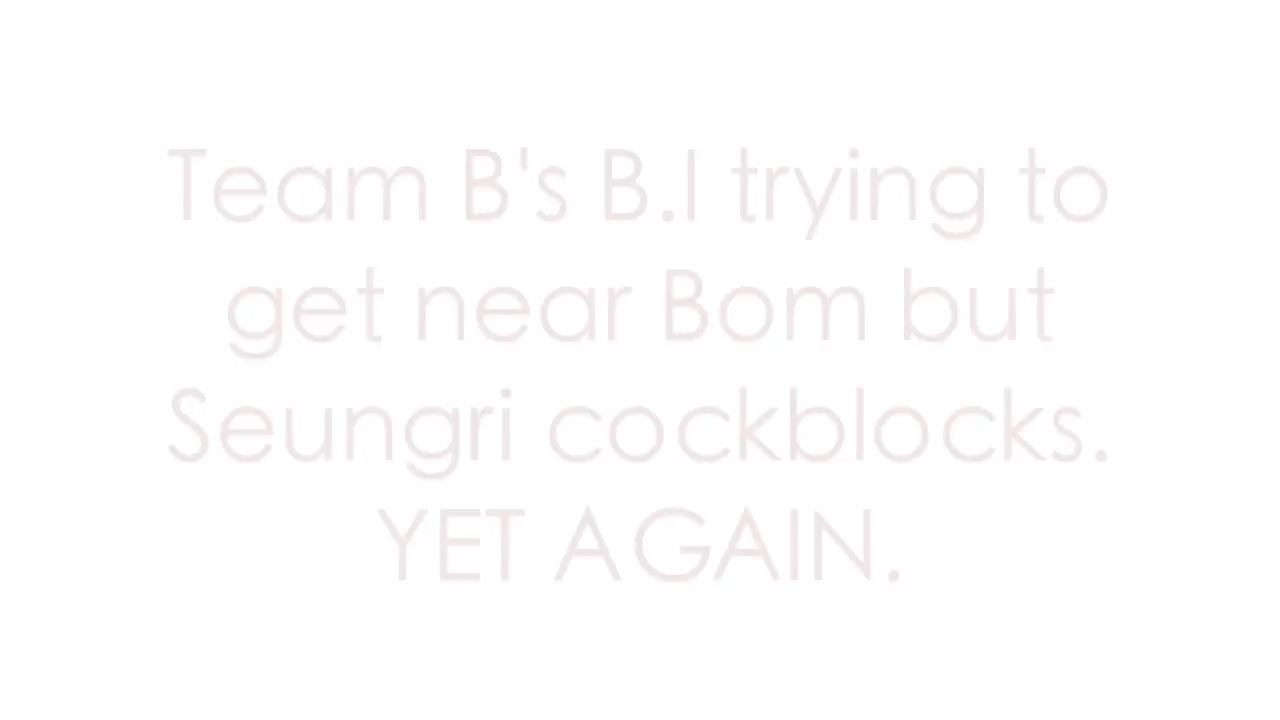 Team B's B.I trying to
get near Bom but
Seungri cockblocks.
YET AGAIN.